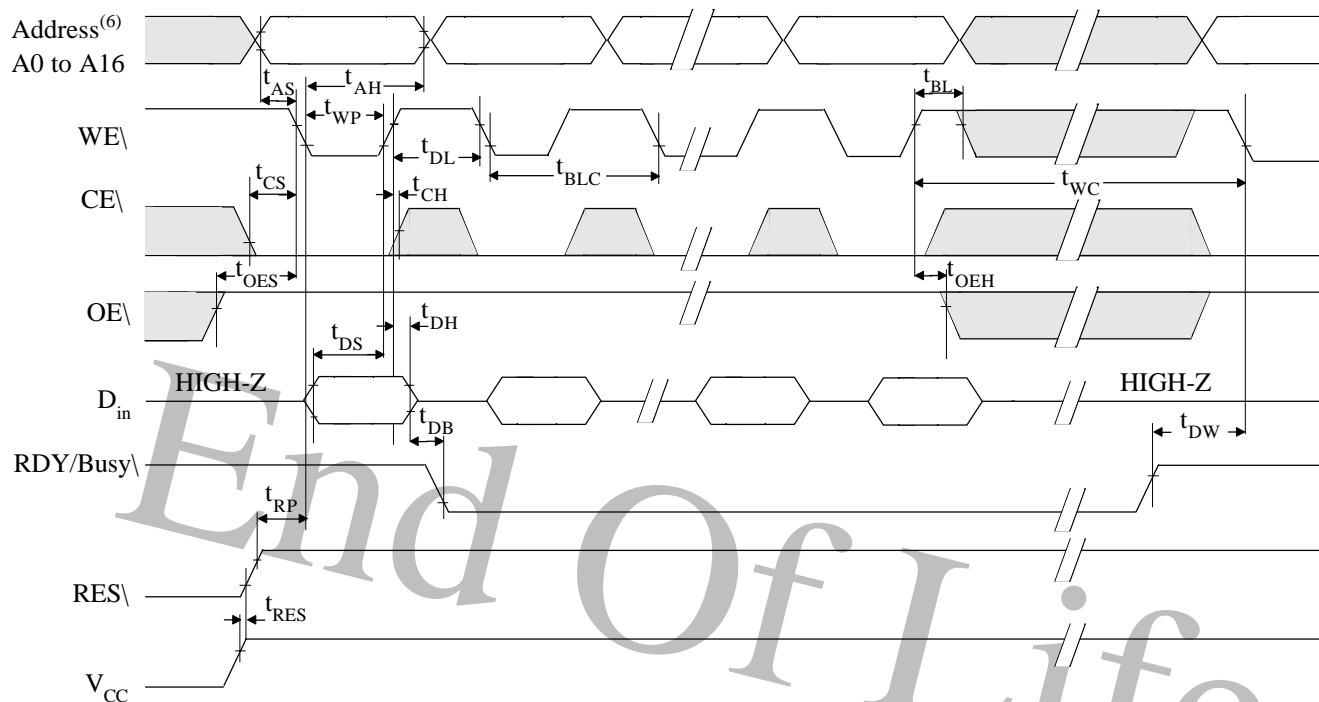 Address(6)
A0 to A16
tAS
tAH
tBL
WE\
tWP
tDL
tBLC
tCS
tCH
tWC
CE\
tOES
tOEH
OE\
tDS
tDH
HIGH-Z
HIGH-Z
Din
tDB
tDW
RDY/Busy\
tRP
RES\
tRES
VCC
End Of Life